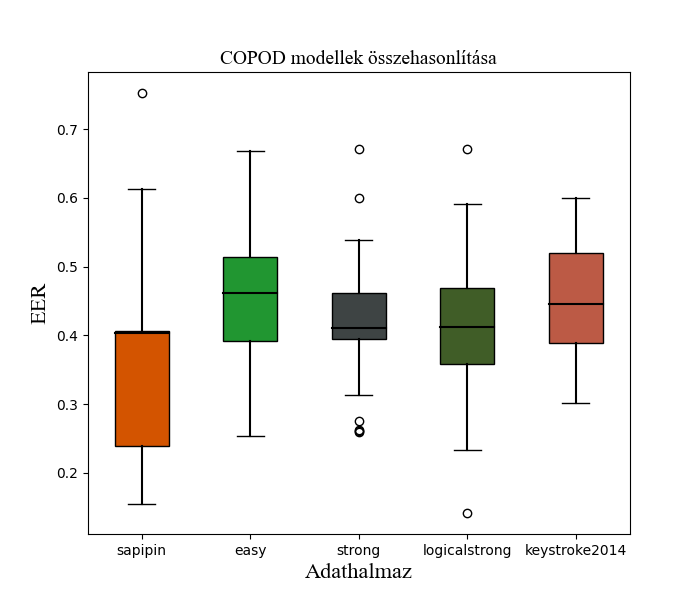 COPOD modellek összehasonlítása
EER
0.7
0.6
0.5
0.4
0.3
0.2
sapipin easy strong logicalstrong keystroke2014
Adathalmaz